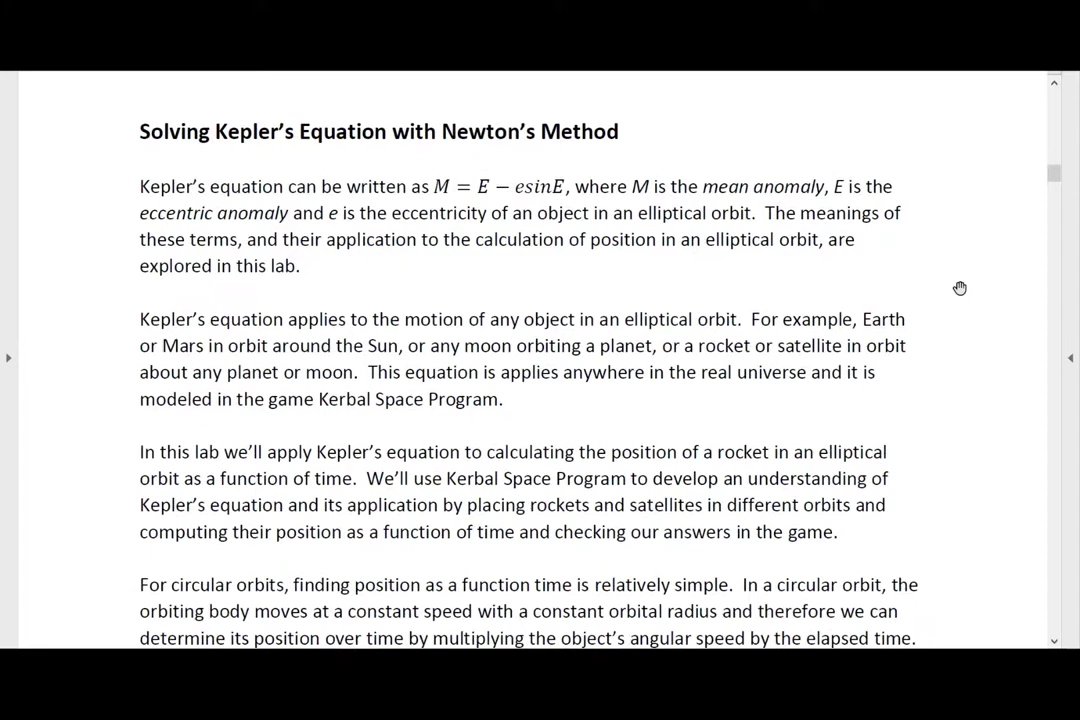 Solving Kepler’s Equation with Newton’s Method
Kepler’s equation can be written as M = E − esinE, where M is the mean anomaly, E is the
eccentric anomaly and e is the eccentricity of an object in an elliptical orbit.  The meanings of
these terms, and their application to the calculation of position in an elliptical orbit, are
explored in this lab.
Kepler’s equation applies to the motion of any object in an elliptical orbit.  For example, Earth
or Mars in orbit around the Sun, or any moon orbiting a planet, or a rocket or satellite in orbit
about any planet or moon.  This equation is applies anywhere in the real universe and it is
modeled in the game Kerbal Space Program.
In this lab we’ll apply Kepler’s equation to calculating the position of a rocket in an elliptical
orbit as a function of time.  We’ll use Kerbal Space Program to develop an understanding of
Kepler’s equation and its application by placing rockets and satellites in different orbits and
computing their position as a function of time and checking our answers in the game.
For circular orbits, finding position as a function time is relatively simple.  In a circular orbit, the
orbiting body moves at a constant speed with a constant orbital radius and therefore we can
determine its position over time by multiplying the object’s angular speed by the elapsed time.